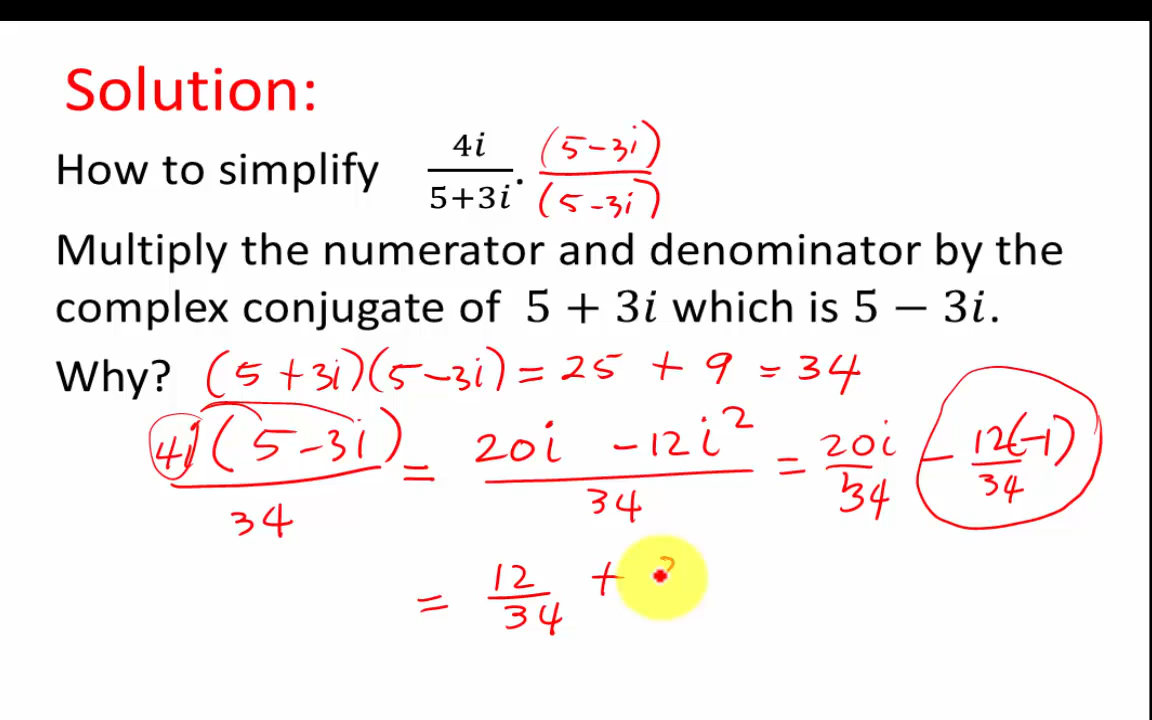 Solution:
How to simplify 4i/5+3i . (5-3i)/(5-3i)
Multiply the numerator and denominator by the
complex conjugate of 5 + 3i which is 5 − 3i.
Why? (5+3i)(5-3i) = 25 + 9 = 34
4i(5-3i)/34 = 20i -12i²/34 = 20i/34 - 12(-1)/34
= 12/34 +